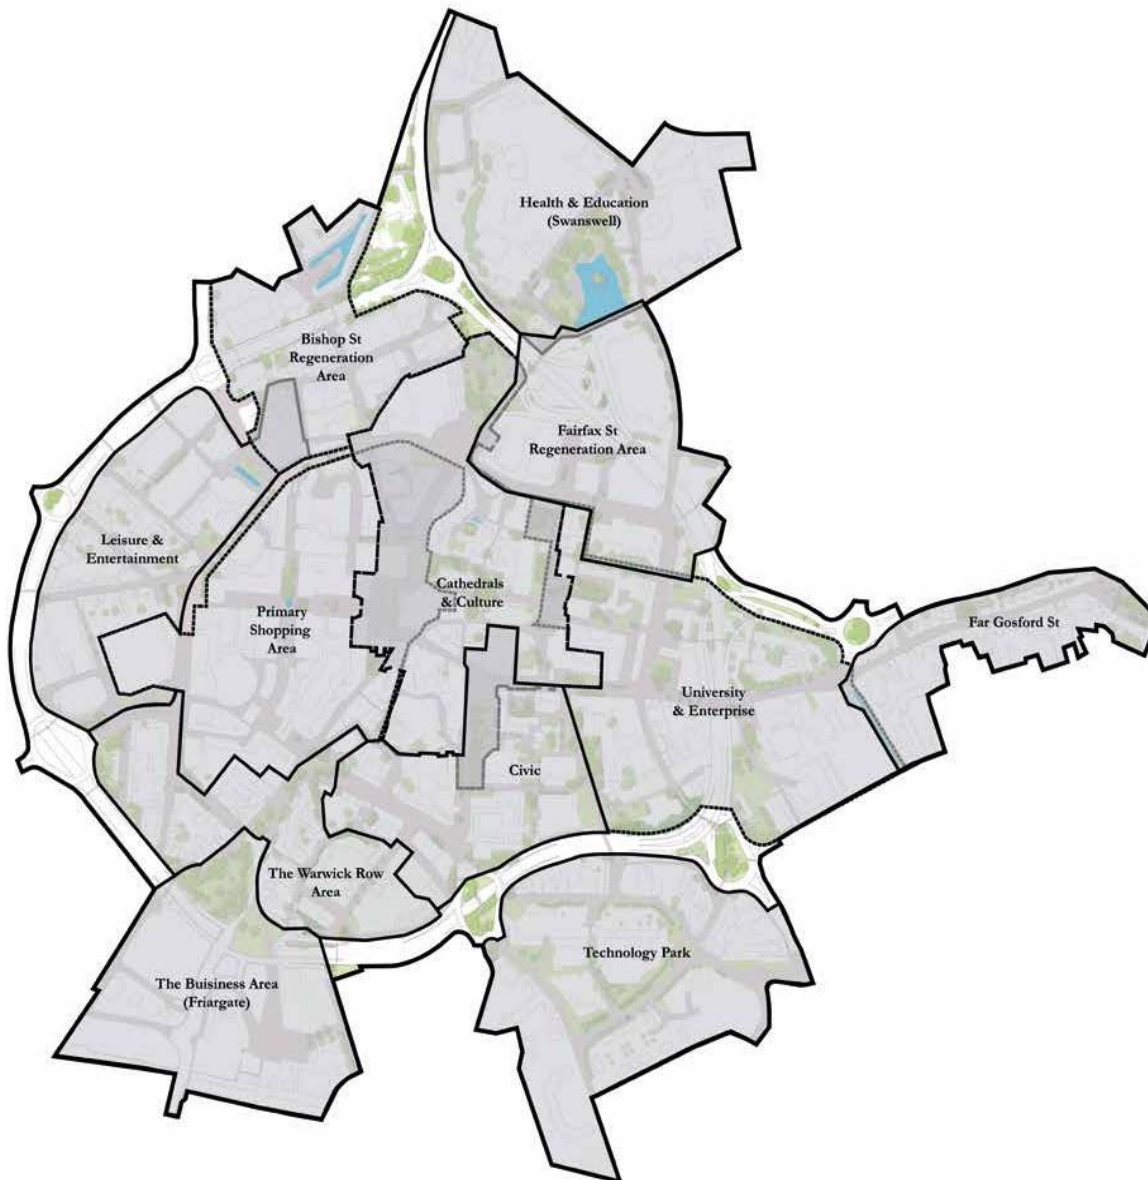 Health & Education
(Swanswell)
Bishop St
Regeneration
Area
Fairfax St
Regeneration Area
Leisure &
Entertainment
Cathedrals
& Culture
Primary
Shopping
Area
Far Gosford St
University
& Enterprise
Civic
The Warwick Row
Area
Technology Park
The Buisiness Area
(Friargate)